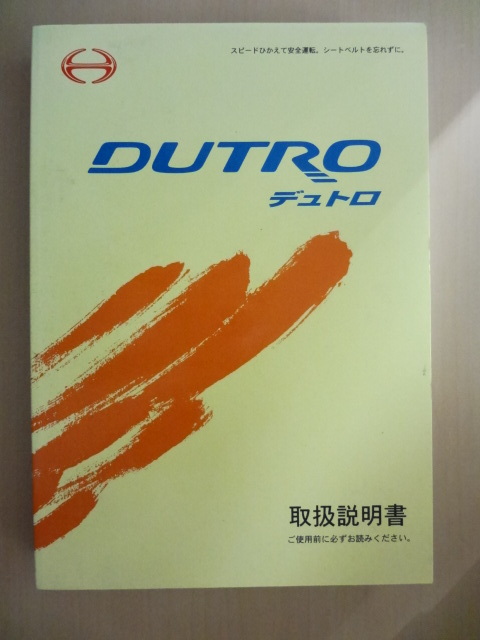 スピードひかえて安全運転。シートベルトを忘れずに。
DUTRO
デュトロ
取扱説明書
ご使用前に必ずお読みください。